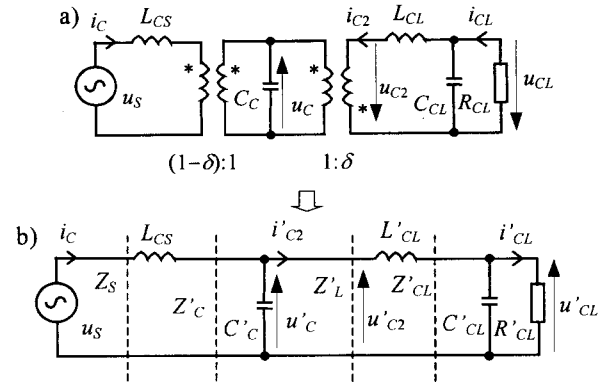 a)
i_C L_CS i_C2 L_CL i_CL
* * * *
u_S C_C u_C u_C2 C_CL R_CL u_CL
(1−δ):1 1:δ
b)
i_C L_CS i'_C2 L'_CL i'_CL
Z_S Z'_C Z'_L Z'_CL
u_S C'_C u'_C u'_C2 C'_CL R'_CL u'_CL